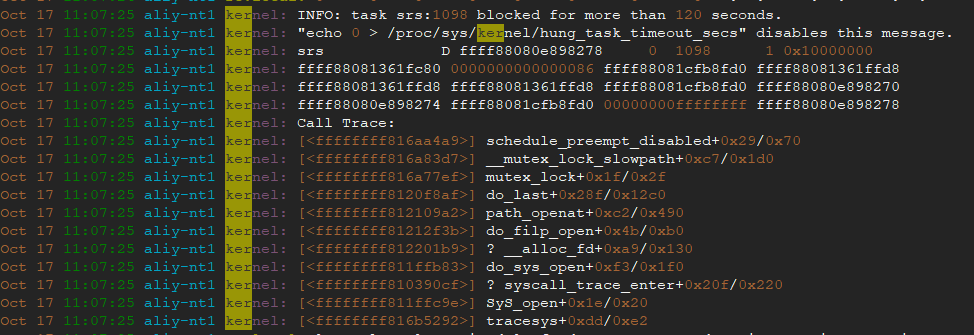 Oct 17 11:07:25 aliy-nt1 kernel: INFO: task srs:1098 blocked for more than 120 seconds.
Oct 17 11:07:25 aliy-nt1 kernel: "echo 0 > /proc/sys/kernel/hung_task_timeout_secs" disables this message.
Oct 17 11:07:25 aliy-nt1 kernel: srs D ffff88080e898278 0 1098 1 0x10000000
Oct 17 11:07:25 aliy-nt1 kernel: ffff88081361fc80 0000000000000086 ffff88081cfb8fd0 ffff88081361ffd8
Oct 17 11:07:25 aliy-nt1 kernel: ffff88081361ffd8 ffff88081361ffd8 ffff88081cfb8fd0 ffff88080e898270
Oct 17 11:07:25 aliy-nt1 kernel: ffff88080e898274 ffff88081cfb8fd0 00000000ffffffff ffff88080e898278
Oct 17 11:07:25 aliy-nt1 kernel: Call Trace:
Oct 17 11:07:25 aliy-nt1 kernel: [<ffffffff816aa4a9>] schedule_preempt_disabled+0x29/0x70
Oct 17 11:07:25 aliy-nt1 kernel: [<ffffffff816a83d7>] __mutex_lock_slowpath+0xc7/0x1d0
Oct 17 11:07:25 aliy-nt1 kernel: [<ffffffff816a77ef>] mutex_lock+0x1f/0x2f
Oct 17 11:07:25 aliy-nt1 kernel: [<ffffffff8120f8af>] do_last+0x28f/0x12c0
Oct 17 11:07:25 aliy-nt1 kernel: [<ffffffff812109a2>] path_openat+0xc2/0x490
Oct 17 11:07:25 aliy-nt1 kernel: [<ffffffff81212f3b>] do_filp_open+0x4b/0xb0
Oct 17 11:07:25 aliy-nt1 kernel: [<ffffffff812201b9>] ? __alloc_fd+0xa9/0x130
Oct 17 11:07:25 aliy-nt1 kernel: [<ffffffff811ffb83>] do_sys_open+0xf3/0x1f0
Oct 17 11:07:25 aliy-nt1 kernel: [<ffffffff810390cf>] ? syscall_trace_enter+0x20f/0x220
Oct 17 11:07:25 aliy-nt1 kernel: [<ffffffff811ffc9e>] SyS_open+0x1e/0x20
Oct 17 11:07:25 aliy-nt1 kernel: [<ffffffff816b5292>] tracesys+0xdd/0xe2